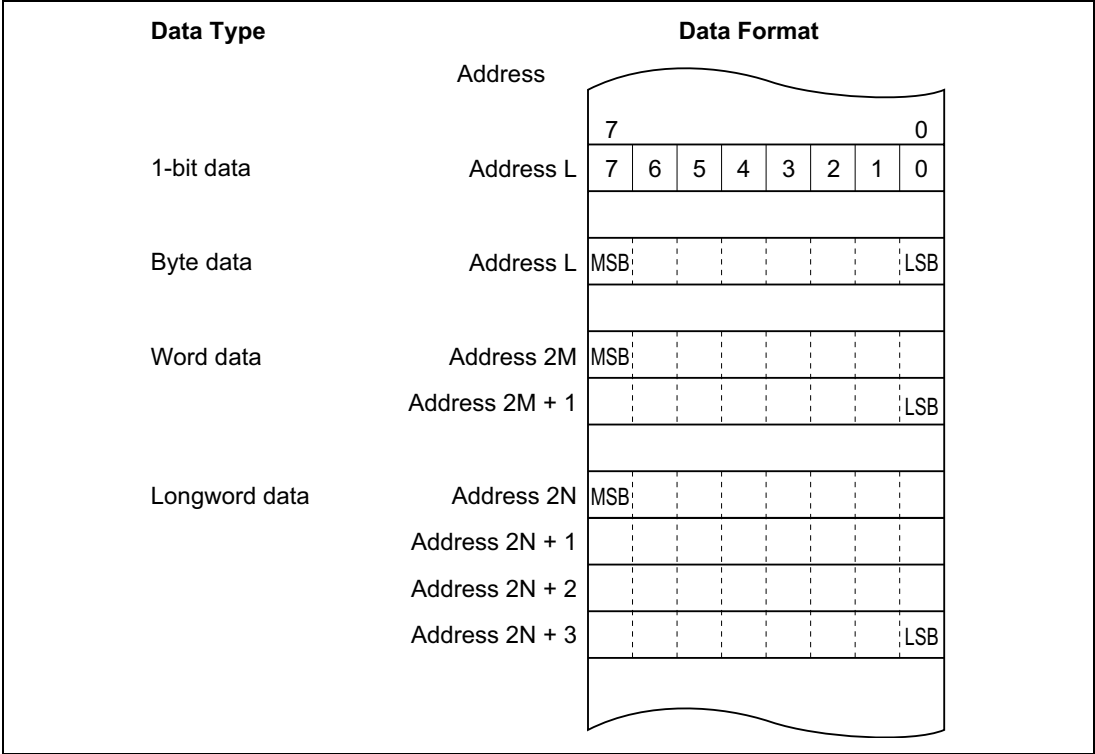 Data Type Data Format
Address
7 0
1-bit data Address L 7 6 5 4 3 2 1 0
Byte data Address L MSB LSB
Word data Address 2M MSB
Address 2M + 1 LSB
Longword data Address 2N MSB
Address 2N + 1
Address 2N + 2
Address 2N + 3 LSB